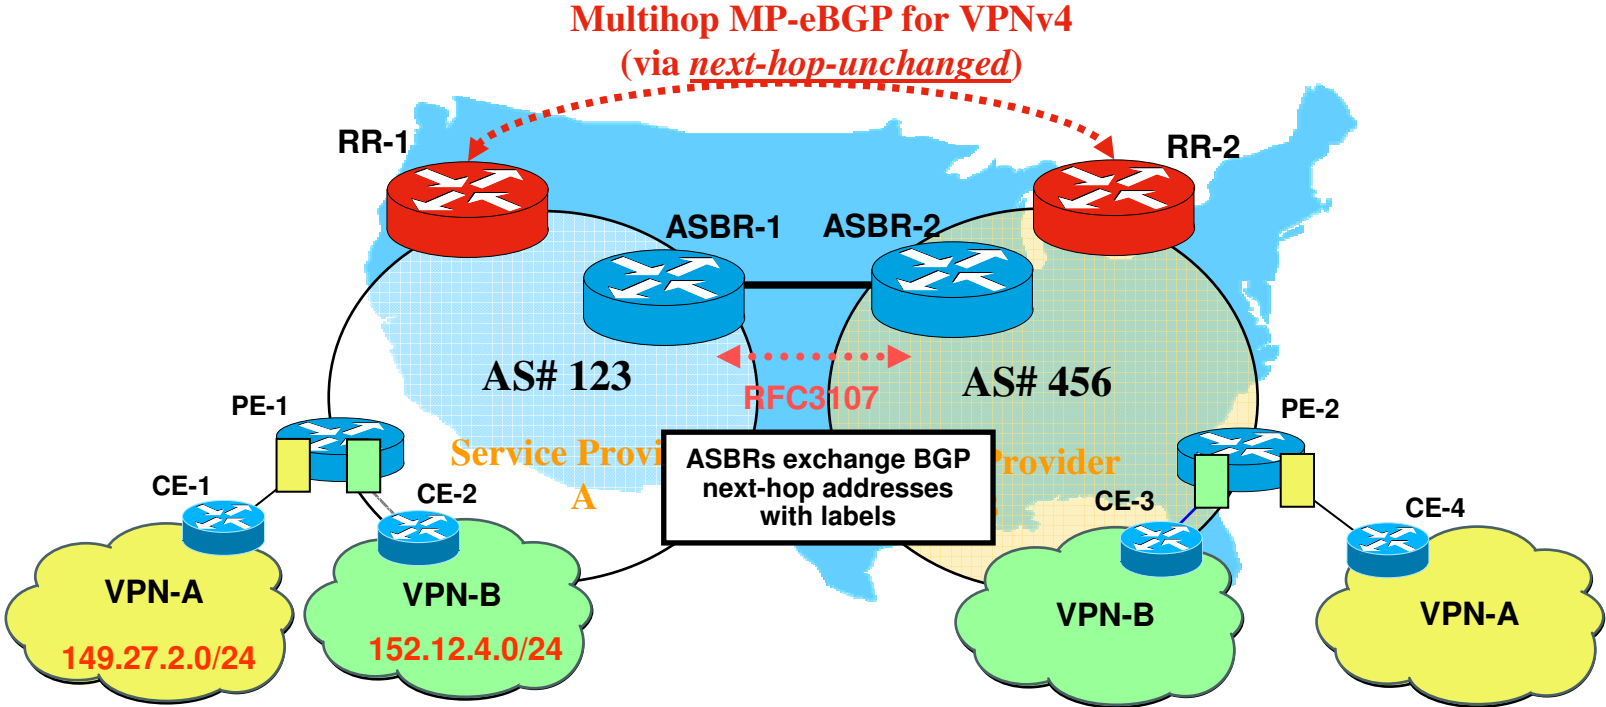 Multihop MP-eBGP for VPNv4
(via next-hop-unchanged)
RR-1
RR-2
ASBR-1
ASBR-2
AS# 123
AS# 456
RFC3107
PE-1
PE-2
Service Provi
A
rovider
ASBRs exchange BGP
next-hop addresses
with labels
CE-1
CE-2
CE-3
CE-4
VPN-A
149.27.2.0/24
VPN-B
152.12.4.0/24
VPN-B
VPN-A